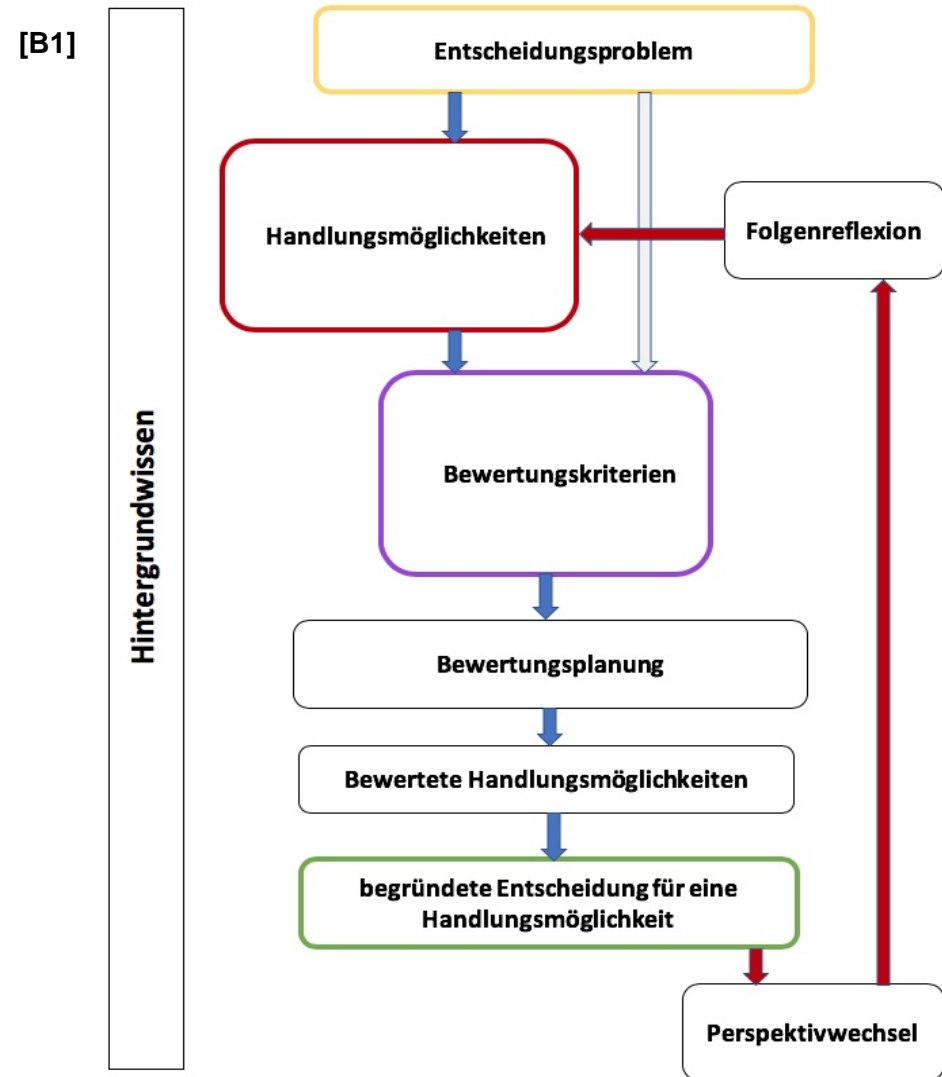 [B1]
Entscheidungsproblem
Handlungsmöglichkeiten
Folgenreflexion
Hintergrundwissen
Bewertungskriterien
Bewertungsplanung
Bewertete Handlungsmöglichkeiten
begründete Entscheidung für eine
Handlungsmöglichkeit
Perspektivwechsel